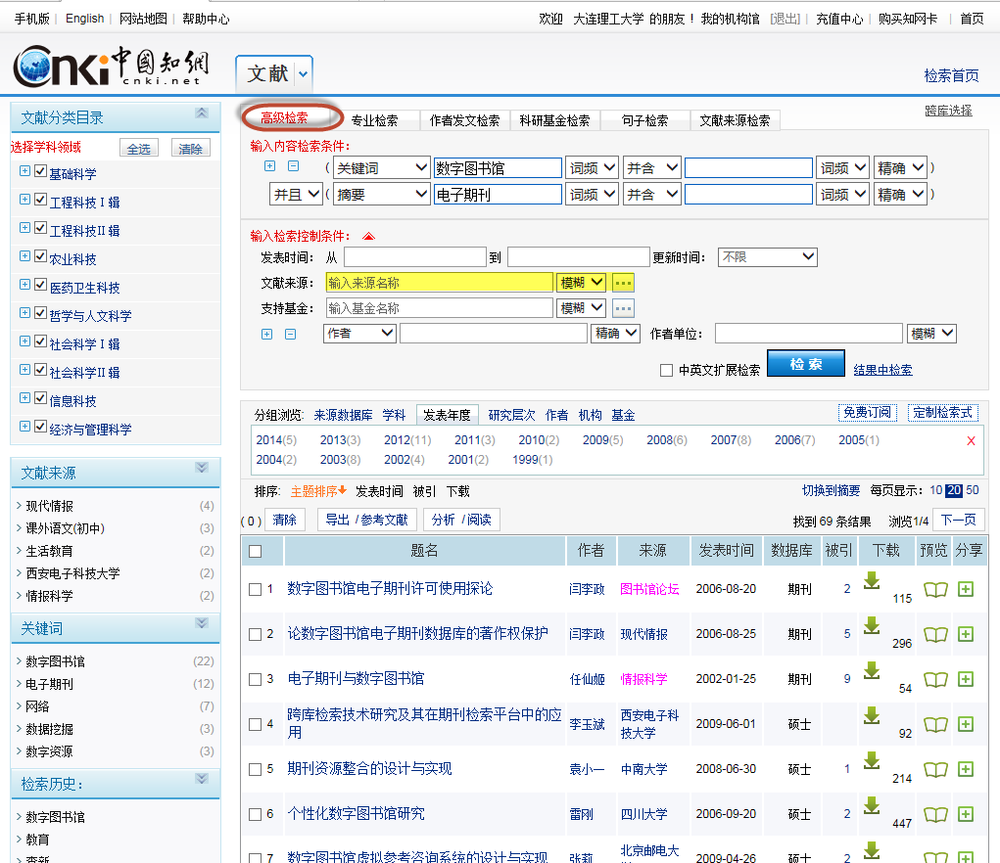 手机版 | English | 网站地图 | 帮助中心
欢迎 大连理工大学 的朋友！ 我的机构馆 [退出] | 充值中心 | 购买知网卡 | 首页
Cnki 中國知網
cnki.net
文献
检索首页
文献分类目录
选择学科领域 全选 清除
基础科学
工程科技Ⅰ辑
工程科技Ⅱ辑
农业科技
医药卫生科技
哲学与人文科学
社会科学Ⅰ辑
社会科学Ⅱ辑
信息科技
经济与管理科学
文献来源
现代情报 (4)
课外语文(初中) (3)
生活教育 (2)
西安电子科技大学 (2)
情报科学 (2)
关键词
数字图书馆 (22)
电子期刊 (12)
网络 (7)
数据挖掘 (3)
数字资源 (3)
检索历史：
数字图书馆
教育
高级检索 专业检索 作者发文检索 科研基金检索 句子检索 文献来源检索 跨库选择
输入内容检索条件：
( 关键词 数字图书馆 词频 并含 词频 精确 )
并且 ( 摘要 电子期刊 词频 并含 词频 精确 )
输入检索控制条件：
发表时间： 从 到 更新时间： 不限
文献来源： 输入来源名称 模糊 ...
支持基金： 输入基金名称 模糊 ...
作者 精确 作者单位： 模糊
中英文扩展检索 检 索 结果中检索
分组浏览: 来源数据库 学科 发表年度 研究层次 作者 机构 基金 免费订阅 定制检索式
2014(5) 2013(3) 2012(11) 2011(3) 2010(2) 2009(5) 2008(6) 2007(8) 2006(7) 2005(1) X
2004(2) 2003(8) 2002(4) 2001(2) 1999(1)
排序: 主题排序 发表时间 被引 下载 切换到摘要 每页显示: 10 20 50
( 0 ) 清除 导出 / 参考文献 分析 / 阅读 找到 69 条结果 浏览1/4 下一页
题名 作者 来源 发表时间 数据库 被引 下载 预览 分享
1 数字图书馆电子期刊许可使用探论 闫李政 图书馆论坛 2006-08-20 期刊 2 115
2 论数字图书馆电子期刊数据库的著作权保护 闫李政 现代情报 2006-08-25 期刊 5 296
3 电子期刊与数字图书馆 任仙姬 情报科学 2002-01-25 期刊 9 54
4 跨库检索技术研究及其在期刊检索平台中的应 李玉斌 西安电子科 2009-06-01 硕士 92
用 技大学
5 期刊资源整合的设计与实现 袁小一 中南大学 2008-06-30 硕士 1 214
6 个性化数字图书馆研究 雷刚 四川大学 2006-09-20 硕士 2 447
7 数字图书馆虚拟参考咨询系统的设计与实现 张莉 北京邮电大 2009-04-26 硕士 2